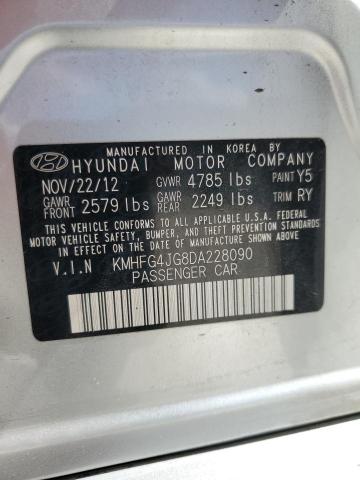 MANUFACTURED IN KOREA BY
HYUNDAI MOTOR COMPANY
NOV/22/12 GVWR 4785 lbs PAINT Y5
GAWR FRONT 2579 lbs GAWR REAR 2249 lbs TRIM RY
THIS VEHICLE CONFORMS TO ALL APPLICABLE U.S.A. FEDERAL
MOTOR VEHICLE SAFETY, BUMPER, AND THEFT PREVENTION
STANDARDS IN EFFECT ON THE DATE OF MANUFACTURE SHOWN ABOVE.
V.I.N KMHFG4JG8DA228090
PASSENGER CAR